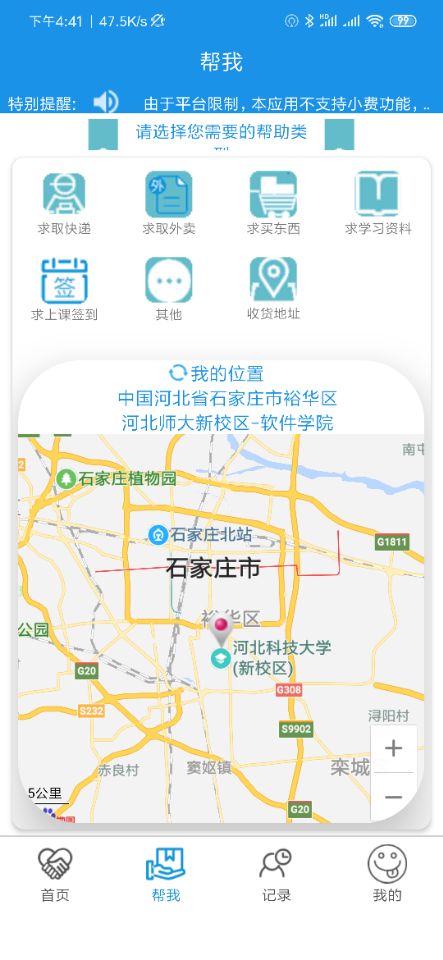 下午4:41 | 47.5K/s
HD
99
帮我
特别提醒:
由于平台限制,本应用不支持小费功能,..
请选择您需要的帮助类
外
求取快递
求取外卖
求买东西
求学习资料
签
求上课签到
其他
收货地址
我的位置
中国河北省石家庄市裕华区
河北师大新校区-软件学院
南屯
石家庄植物园
石家庄北站
G1811
石家庄市
裕华区
公园
河北科技大学
(新校区)
G20
G308
S232
S9902
浔阳村
赤良村
窦妪镇
栾城
+
5公里
G20
−
首页
帮我
记录
我的